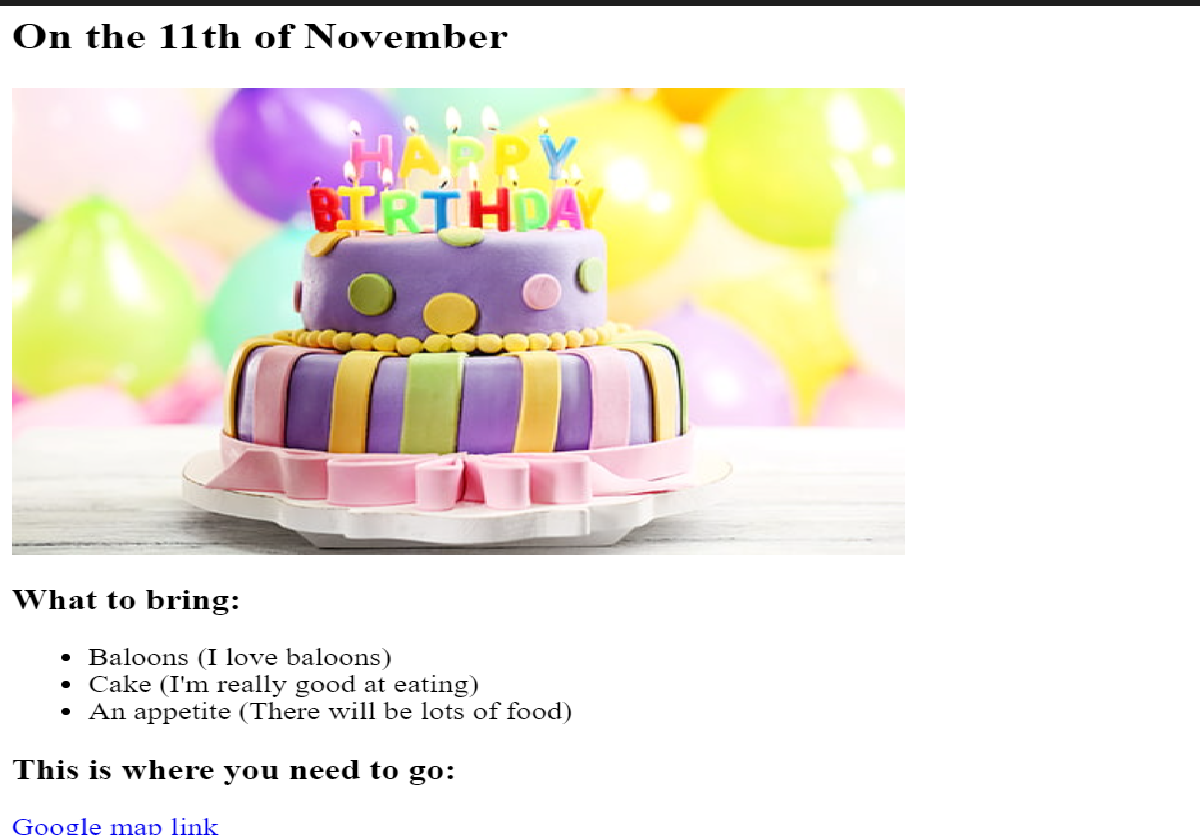 On the 11th of November
HAPPY
BIRTHDAY
What to bring:
Baloons (I love baloons)
Cake (I'm really good at eating)
An appetite (There will be lots of food)
This is where you need to go:
Google map link